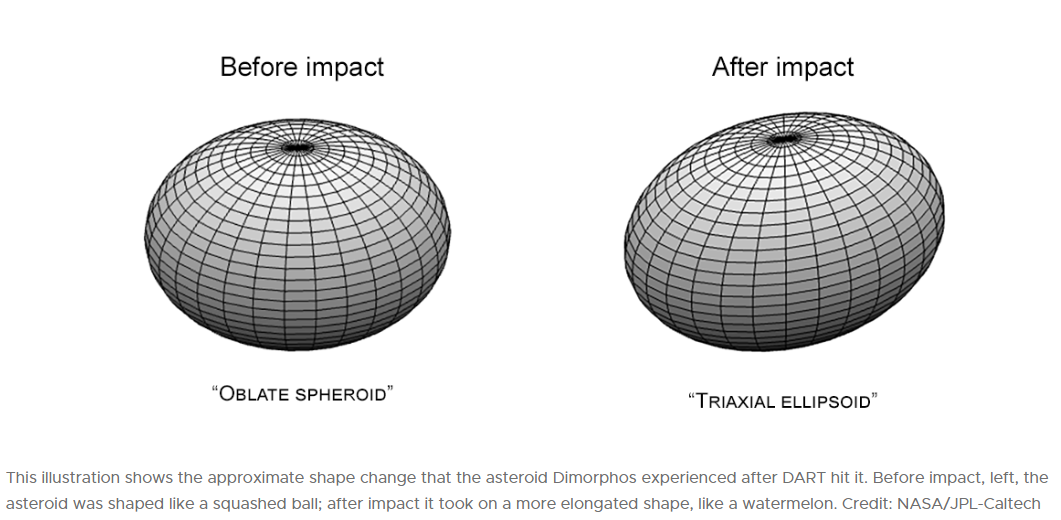 Before impact
After impact
“OBLATE SPHEROID”
“TRIAXIAL ELLIPSOID”
This illustration shows the approximate shape change that the asteroid Dimorphos experienced after DART hit it. Before impact, left, the
asteroid was shaped like a squashed ball; after impact it took on a more elongated shape, like a watermelon. Credit: NASA/JPL-Caltech